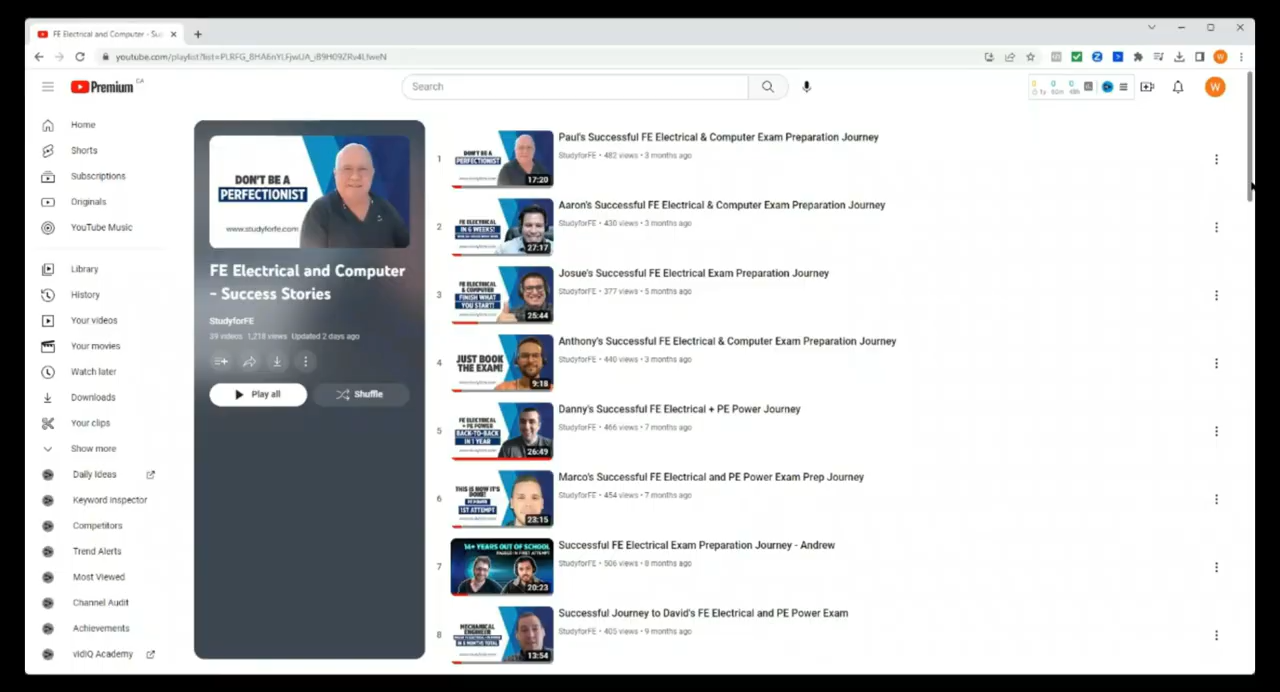 FE Electrical and Computer - Suc
youtube.com/playlist?list=PLRFG_
Premium CA
Search
W
Home
Shorts
Subscriptions
Originals
YouTube Music
Library
History
Your videos
Your movies
Watch later
Downloads
Your clips
Show more
Daily Ideas
Keyword Inspector
Competitors
Trend Alerts
Most Viewed
Channel Audit
Achievements
vidIQ Academy
DON'T BE A
PERFECTIONIST
www.studyforfe.com
FE Electrical and Computer
- Success Stories
StudyforFE
39 videos 1,218 views Updated 2 days ago
Play all
Shuffle
1
DON'T BE A
PERFECTIONIST
17:20
Paul's Successful FE Electrical & Computer Exam Preparation Journey
StudyforFE • 482 views • 3 months ago
2
FE ELECTRICAL
IN 6 WEEKS!
27:17
Aaron's Successful FE Electrical & Computer Exam Preparation Journey
StudyforFE • 430 views • 3 months ago
3
FE ELECTRICAL
& COMPUTER
FINISH WHAT
YOU START!
25:44
Josue's Successful FE Electrical Exam Preparation Journey
StudyforFE • 377 views • 5 months ago
4
JUST BOOK
THE EXAM!
9:18
Anthony's Successful FE Electrical & Computer Exam Preparation Journey
StudyforFE • 440 views • 3 months ago
5
FE ELECTRICAL
+ PE POWER
BACK-TO-BACK
IN 1 YEAR
26:49
Danny's Successful FE Electrical + PE Power Journey
StudyforFE • 466 views • 7 months ago
6
THIS IS HOW IT'S
DONE!
1ST ATTEMPT
23:15
Marco's Successful FE Electrical and PE Power Exam Prep Journey
StudyforFE • 454 views • 7 months ago
7
14+ YEARS OUT OF SCHOOL
PASSED IN FIRST ATTEMPT
20:23
Successful FE Electrical Exam Preparation Journey - Andrew
StudyforFE • 506 views • 8 months ago
8
MECHANICAL
ENGINEER
13:54
Successful Journey to David's FE Electrical and PE Power Exam
StudyforFE • 405 views • 9 months ago